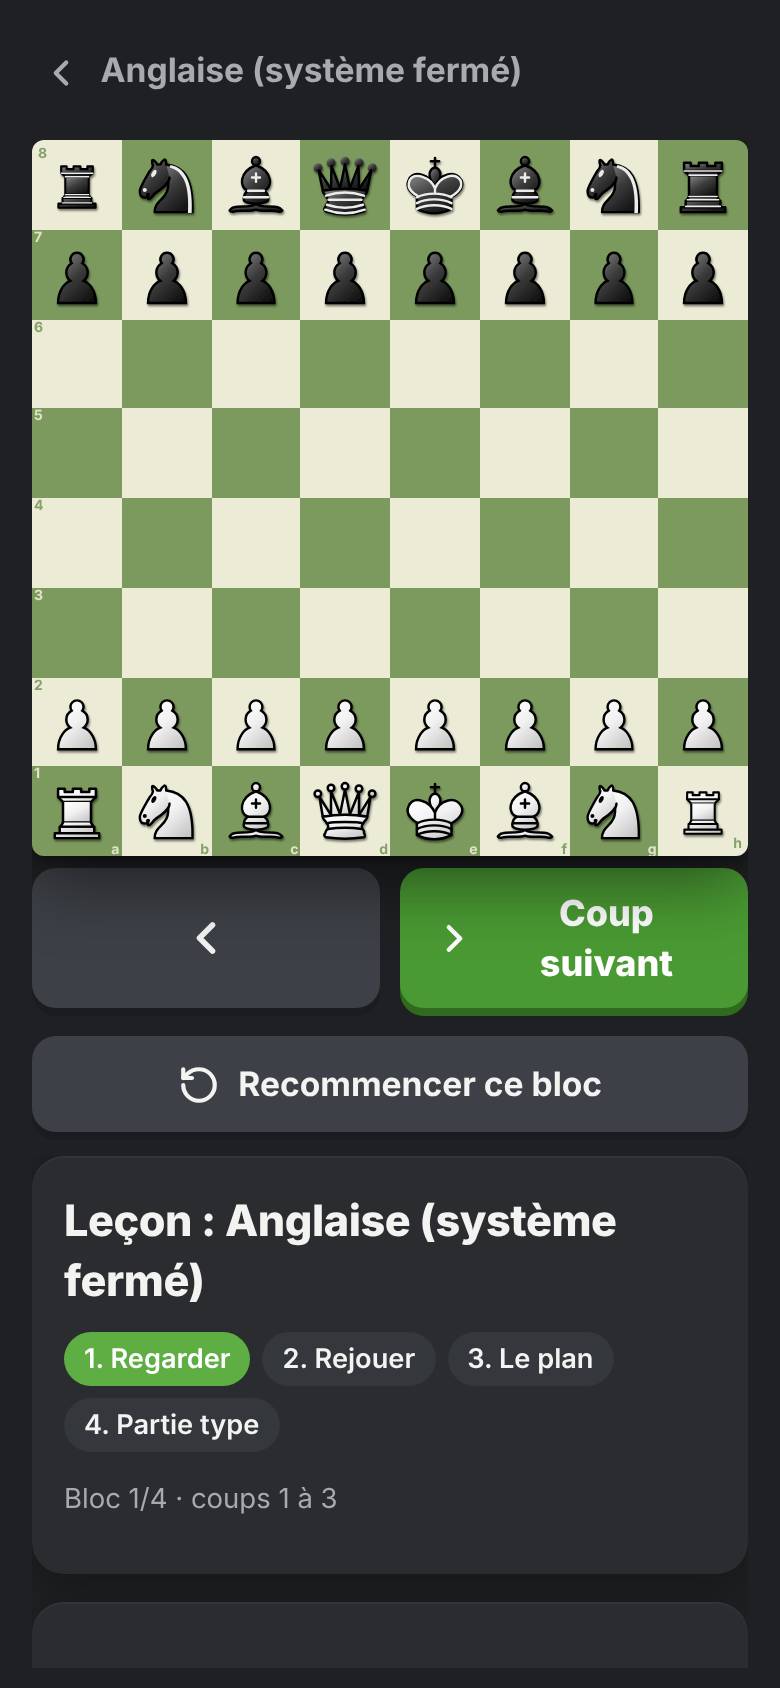 Anglaise (système fermé)
8
7
6
5
4
3
2
1
a b c d e f g h
Coup
suivant
Recommencer ce bloc
Leçon : Anglaise (système
fermé)
1. Regarder 2. Rejouer 3. Le plan
4. Partie type
Bloc 1/4 · coups 1 à 3